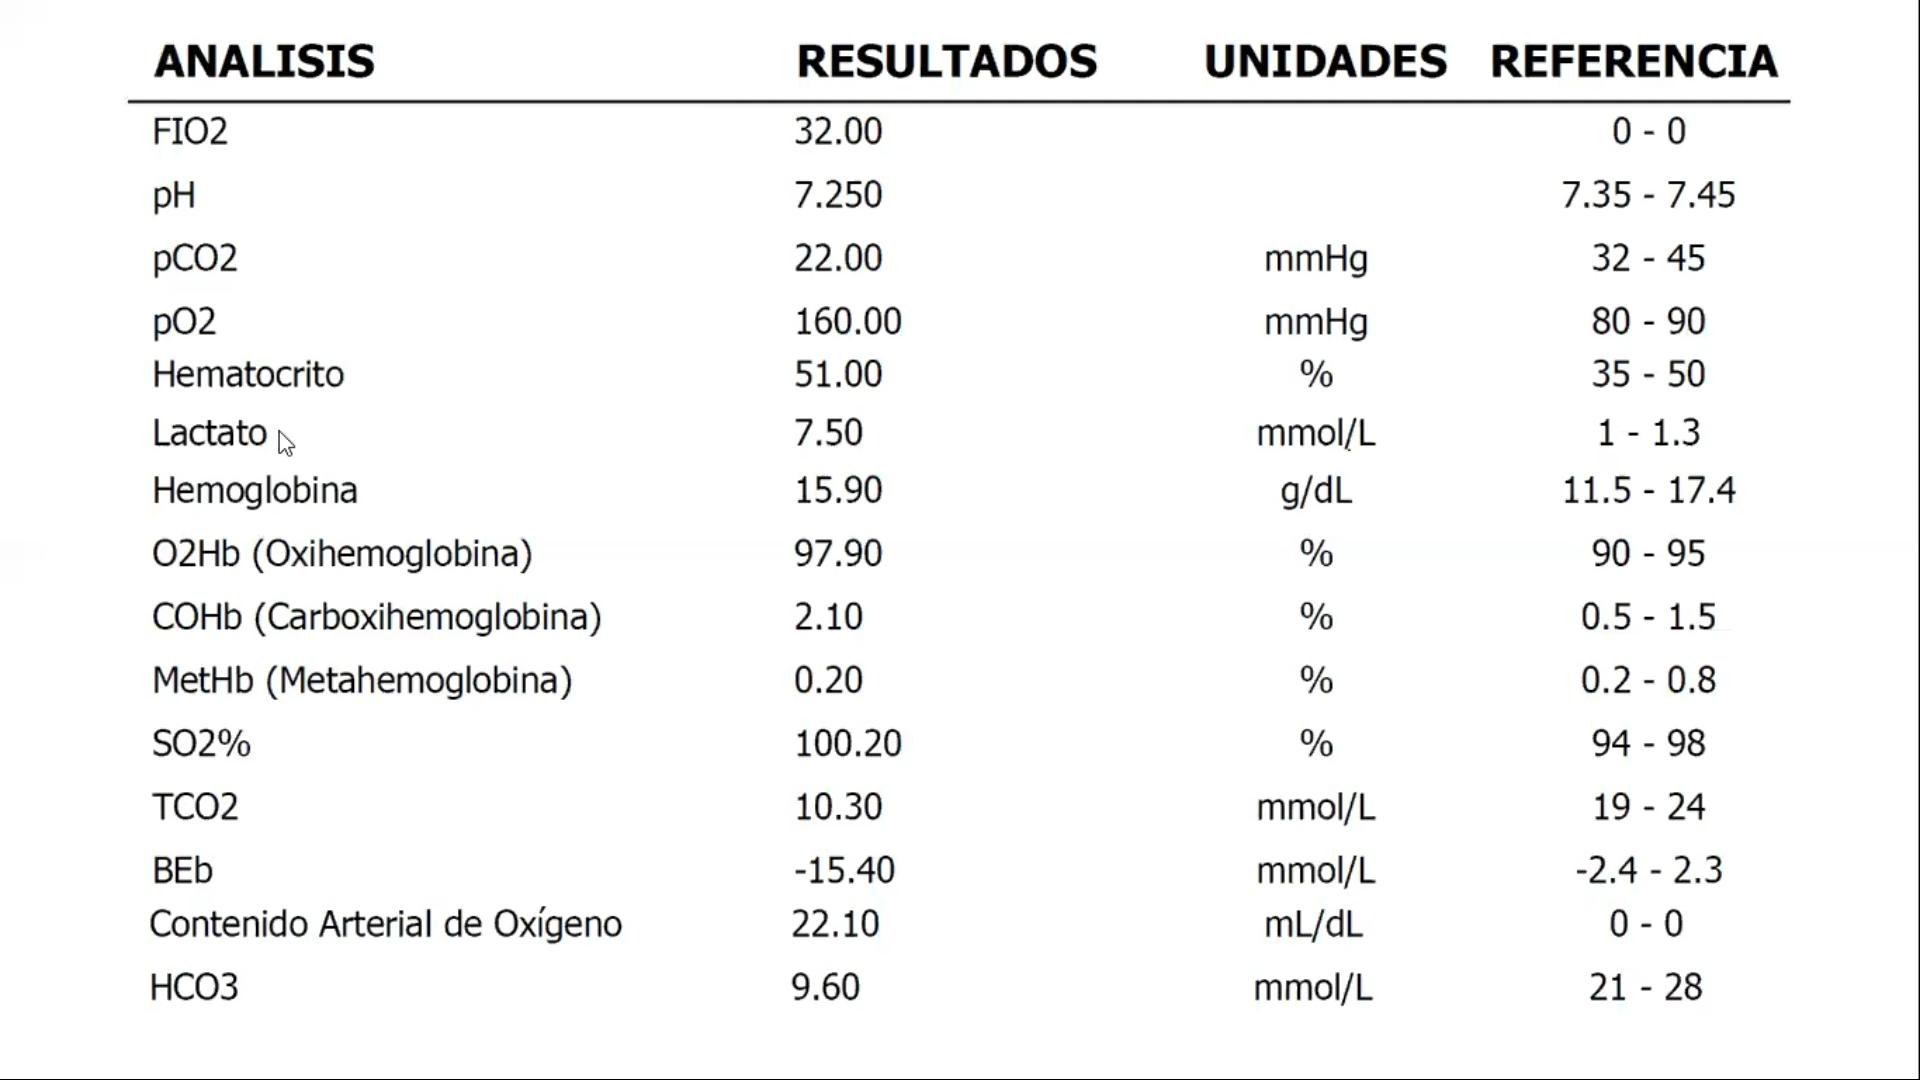 ANALISIS RESULTADOS UNIDADES REFERENCIA
FIO2 32.00 0 - 0
pH 7.250 7.35 - 7.45
pCO2 22.00 mmHg 32 - 45
pO2 160.00 mmHg 80 - 90
Hematocrito 51.00 % 35 - 50
Lactato 7.50 mmol/L 1 - 1.3
Hemoglobina 15.90 g/dL 11.5 - 17.4
O2Hb (Oxihemoglobina) 97.90 % 90 - 95
COHb (Carboxihemoglobina) 2.10 % 0.5 - 1.5
MetHb (Metahemoglobina) 0.20 % 0.2 - 0.8
SO2% 100.20 % 94 - 98
TCO2 10.30 mmol/L 19 - 24
BEb -15.40 mmol/L -2.4 - 2.3
Contenido Arterial de Oxígeno 22.10 mL/dL 0 - 0
HCO3 9.60 mmol/L 21 - 28